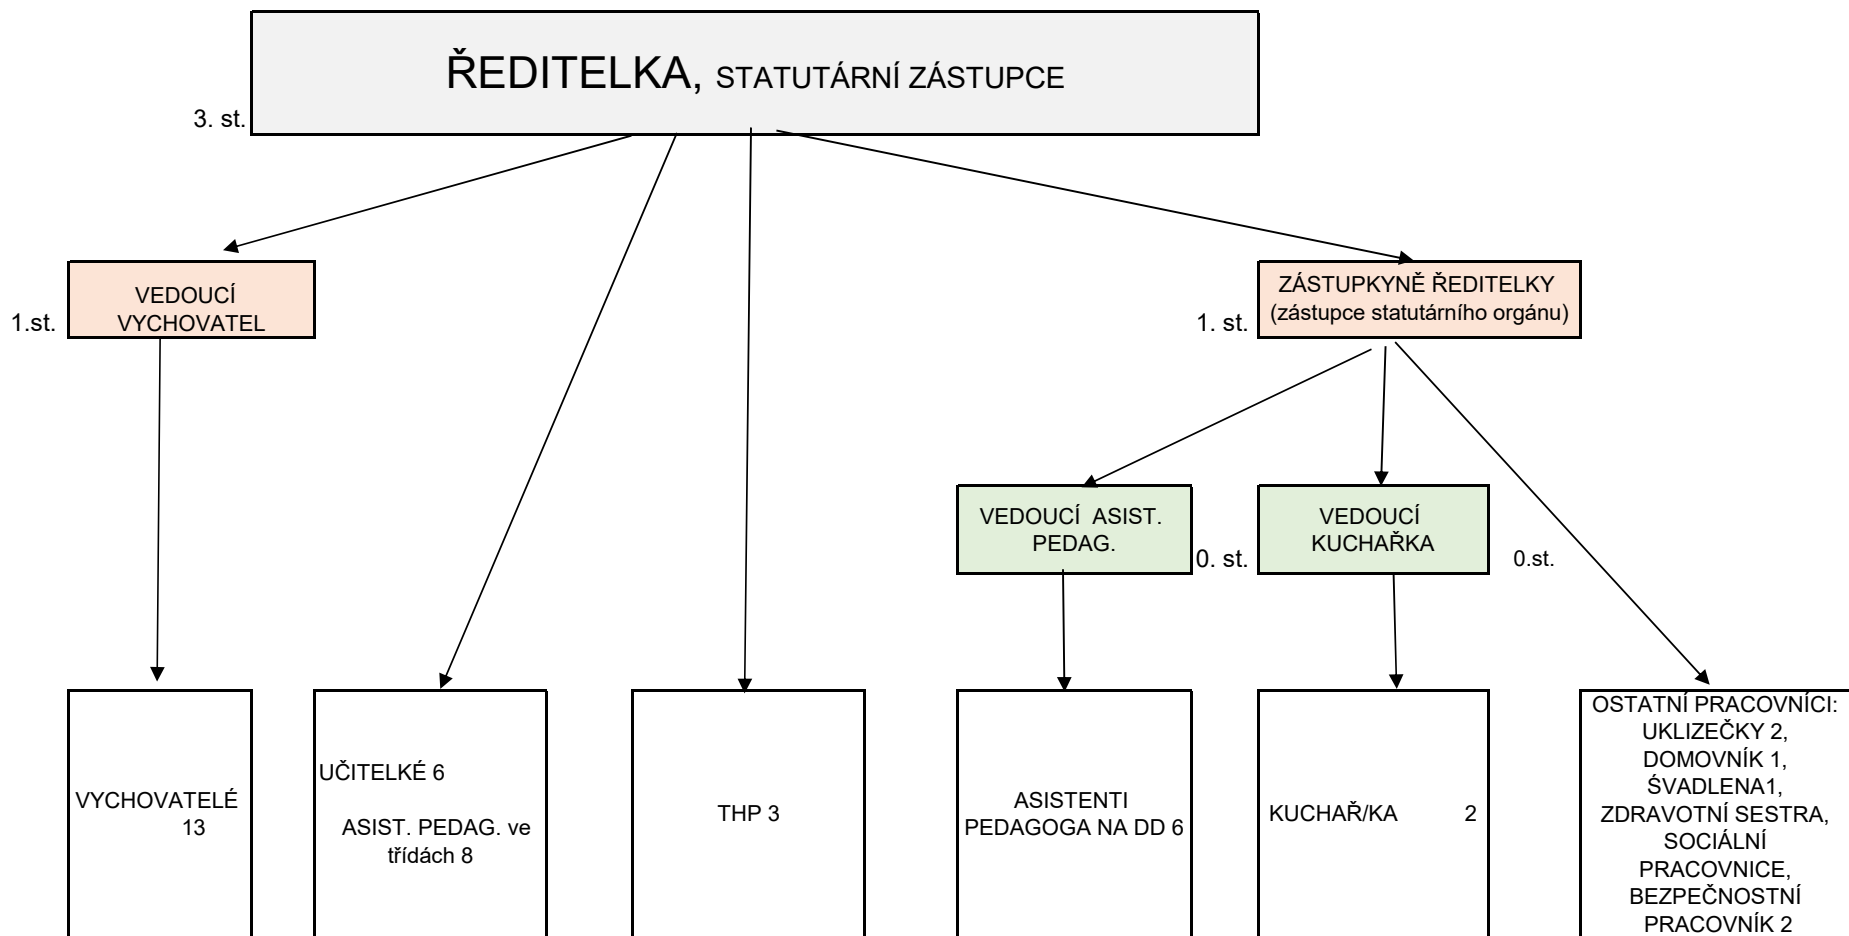 ŘEDITELKA, STATUTÁRNÍ ZÁSTUPCE
3. st.
VEDOUCÍ
VYCHOVATEL
1.st.
ZÁSTUPKYNĚ ŘEDITELKY
(zástupce statutárního orgánu)
1. st.
VEDOUCÍ ASIST.
PEDAG.
0. st.
VEDOUCÍ
KUCHAŘKA
0.st.
VYCHOVATELÉ
13
UČITELKÉ 6
ASIST. PEDAG. ve
třídách 8
THP 3
ASISTENTI
PEDAGOGA NA DD 6
KUCHAŘ/KA 2
OSTATNÍ PRACOVNÍCI:
UKLIZEČKY 2,
DOMOVNÍK 1,
ŚVADLENA1,
ZDRAVOTNÍ SESTRA,
SOCIÁLNÍ
PRACOVNICE,
BEZPEČNOSTNÍ
PRACOVNÍK 2